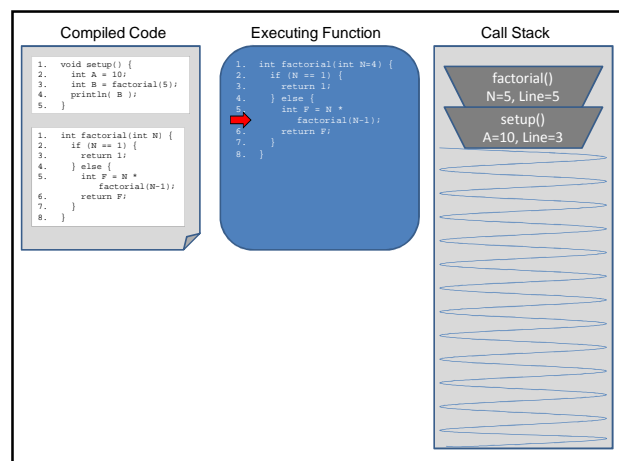 Compiled Code
1. void setup() {
2. int A = 10;
3. int B = factorial(5);
4. println( B );
5. }
1. int factorial(int N) {
2. if (N == 1) {
3. return 1;
4. } else {
5. int F = N *
factorial(N-1);
6. return F;
7. }
8. }
Executing Function
1. int factorial(int N=4) {
2. if (N == 1) {
3. return 1;
4. } else {
5. int F = N *
factorial(N-1);
6. return F;
7. }
8. }
Call Stack
factorial()
N=5, Line=5
setup()
A=10, Line=3